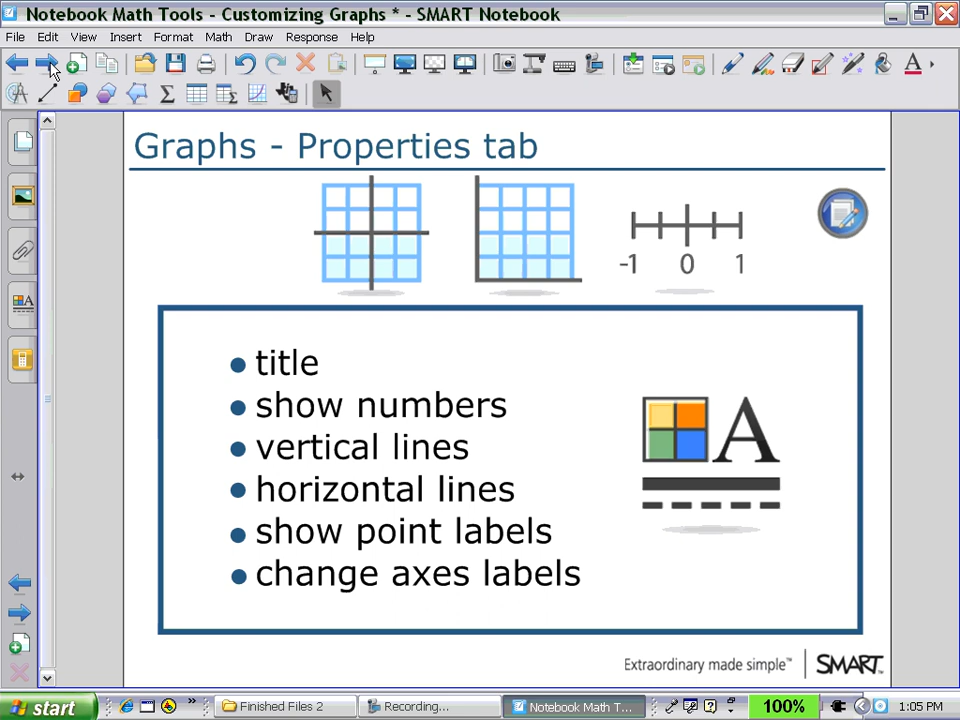 Notebook Math Tools - Customizing Graphs * - SMART Notebook
File Edit View Insert Format Math Draw Response Help
Graphs - Properties tab
-1 0 1
• title
• show numbers
• vertical lines
• horizontal lines
• show point labels
• change axes labels
A
Extraordinary made simple™ SMART
start » Finished Files 2 Recording... Notebook Math T... 100% 1:05 PM